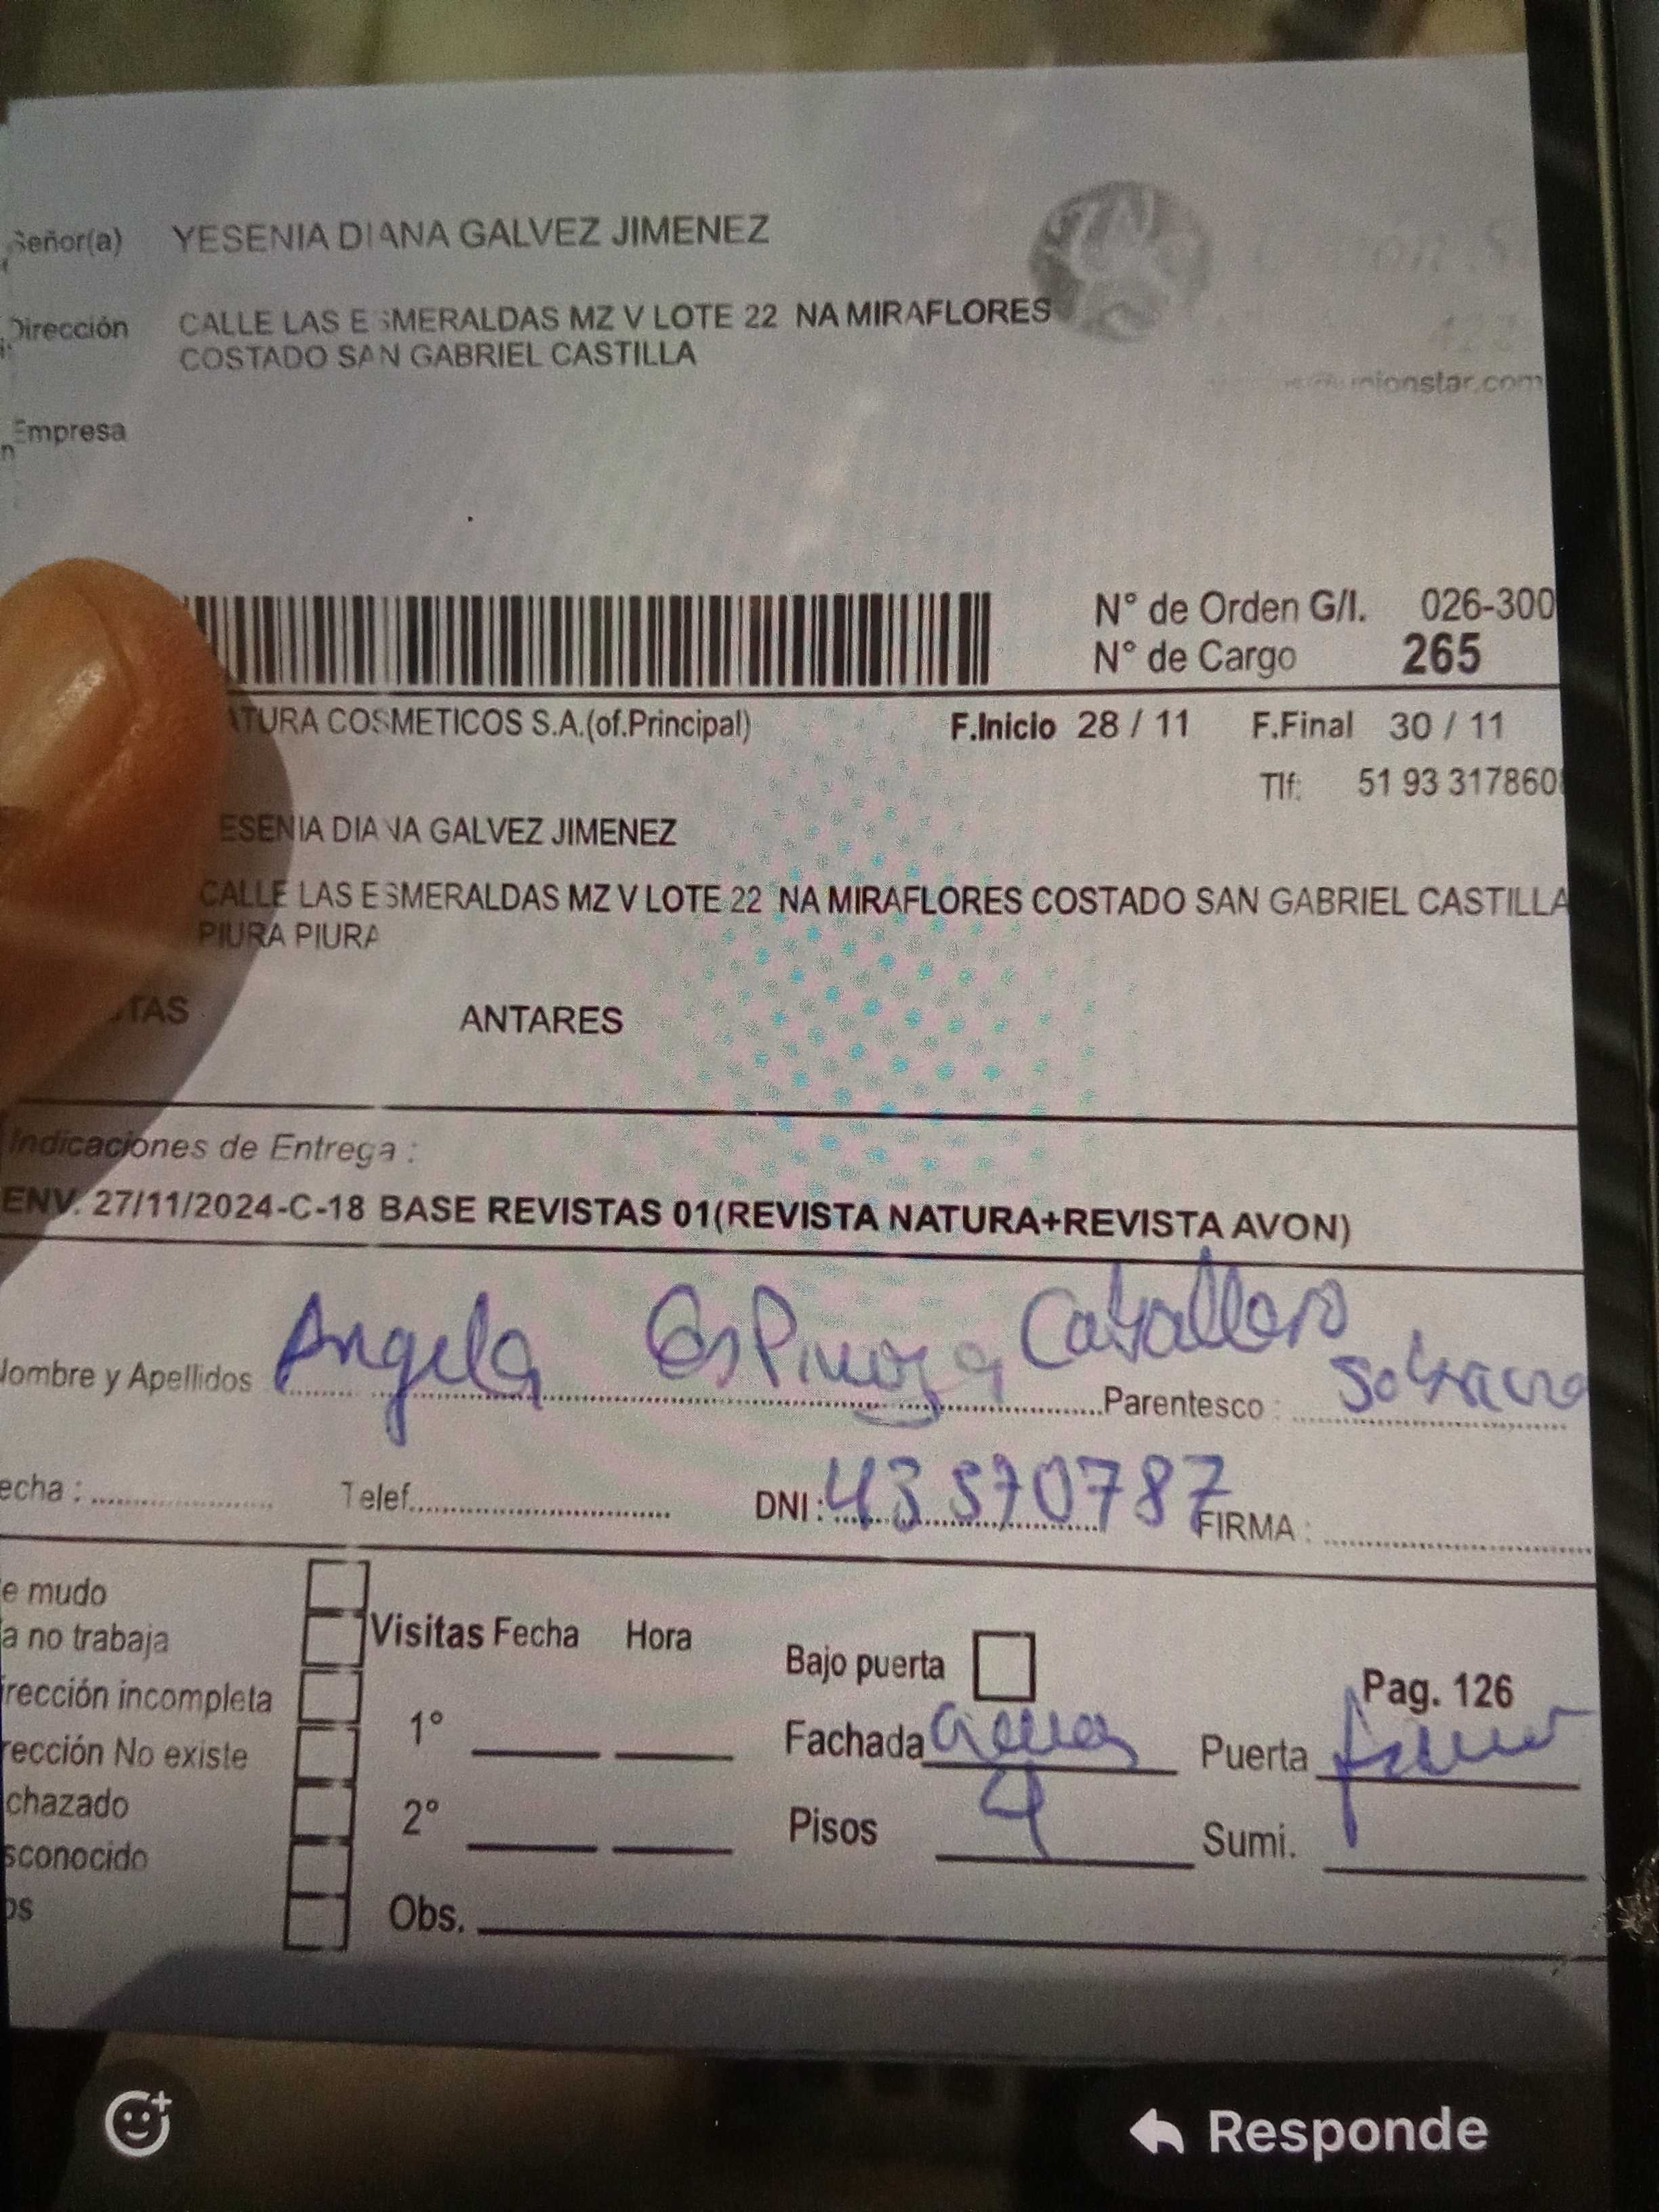 Señor(a) YESENIA DIANA GALVEZ JIMENEZ
Dirección CALLE LAS ESMERALDAS MZ V LOTE 22 NA MIRAFLORES
COSTADO SAN GABRIEL CASTILLA
unionstar.com
Empresa
N° de Orden G/I. 026-300
N° de Cargo 265
ATURA COSMETICOS S.A.(of.Principal) F.Inicio 28 / 11 F.Final 30 / 11
Tlf: 51 93 317860
ESENIA DIANA GALVEZ JIMENEZ
CALLE LAS ESMERALDAS MZ V LOTE 22 NA MIRAFLORES COSTADO SAN GABRIEL CASTILLA
PIURA PIURA
TAS ANTARES
Indicaciones de Entrega :
ENV. 27/11/2024-C-18 BASE REVISTAS 01(REVISTA NATURA+REVISTA AVON)
Nombre y Apellidos Angela Espinoza Caballero Parentesco :
echa : Telef. DNI : 43570787 FIRMA :
e mudo
a no trabaja Visitas Fecha Hora Bajo puerta
rección incompleta Pag. 126
1° Fachada Puerta
rección No existe
chazado 2° Pisos 4 Sumi.
sconocido
os Obs.
Responde